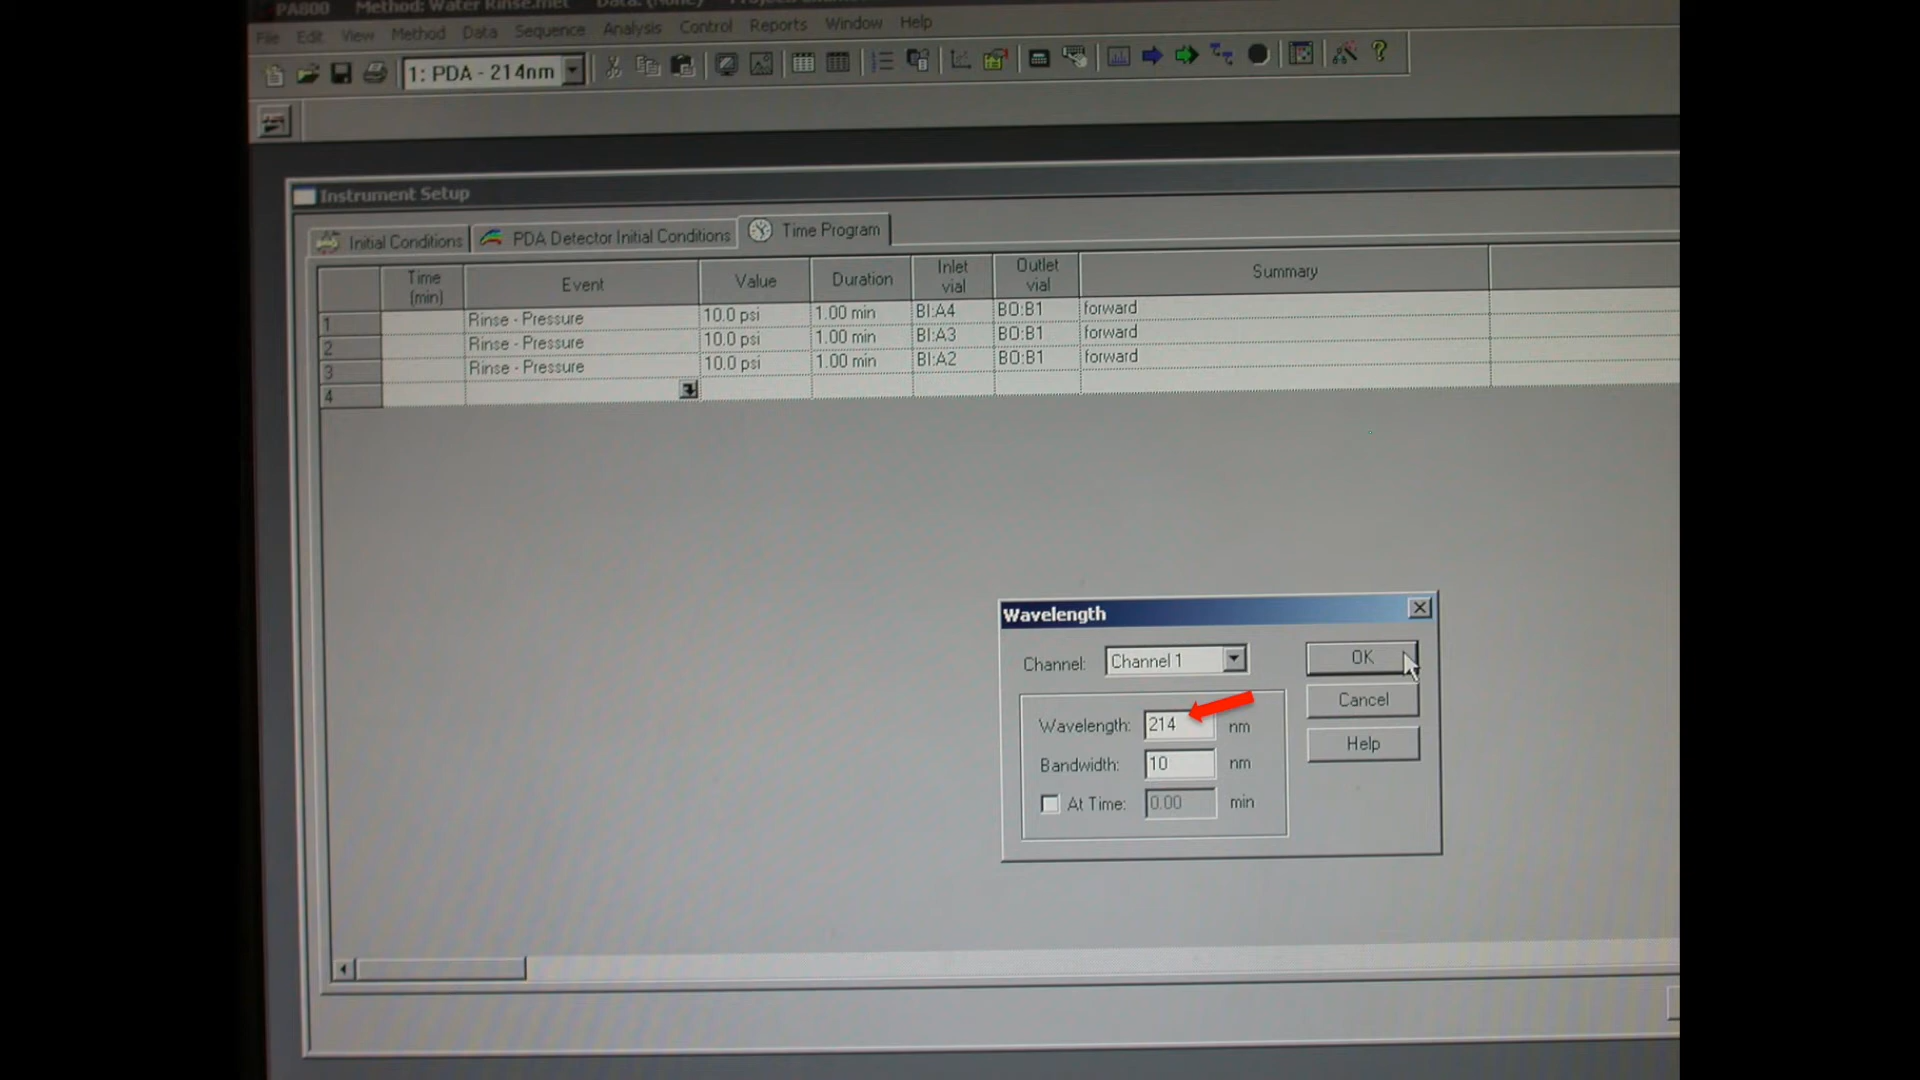 PA800 Method: Water Rinse.met
File Edit View Method Data Sequence Analysis Control Reports Window Help
1: PDA - 214nm
Instrument Setup
Initial Conditions PDA Detector Initial Conditions Time Program
Time (min) Event Value Duration Inlet vial Outlet vial Summary
1 Rinse - Pressure 10.0 psi 1.00 min BI:A4 BO:B1 forward
2 Rinse - Pressure 10.0 psi 1.00 min BI:A3 BO:B1 forward
3 Rinse - Pressure 10.0 psi 1.00 min BI:A2 BO:B1 forward
4
Wavelength
Channel: Channel 1 OK
Cancel
Wavelength: 214 nm
Help
Bandwidth: 10 nm
At Time: 0.00 min